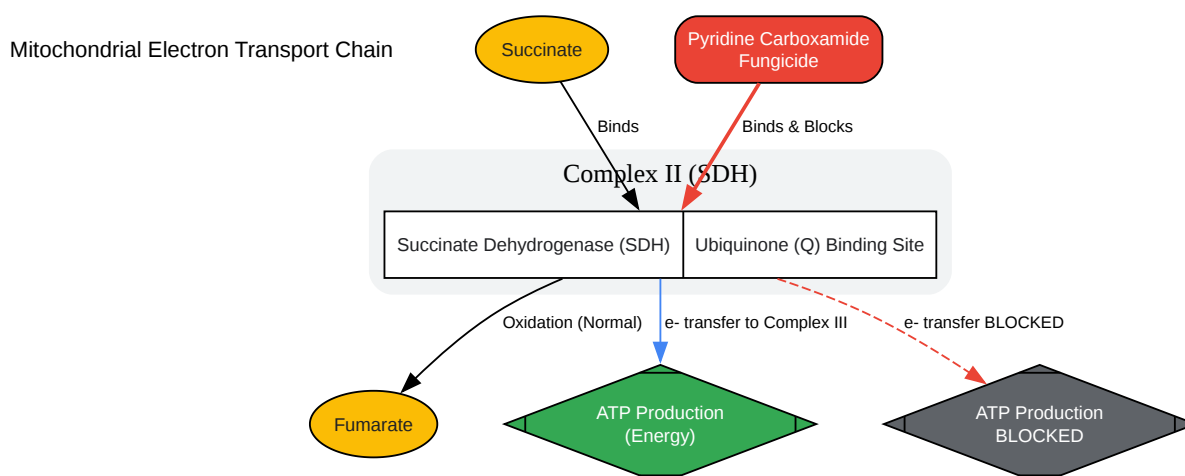 Mitochondrial Electron Transport Chain
Succinate
Pyridine Carboxamide
Fungicide
Binds
Binds & Blocks
Complex II (SDH)
Succinate Dehydrogenase (SDH)
Ubiquinone (Q) Binding Site
Oxidation (Normal)
e- transfer to Complex III
e- transfer BLOCKED
Fumarate
ATP Production
(Energy)
ATP Production
BLOCKED